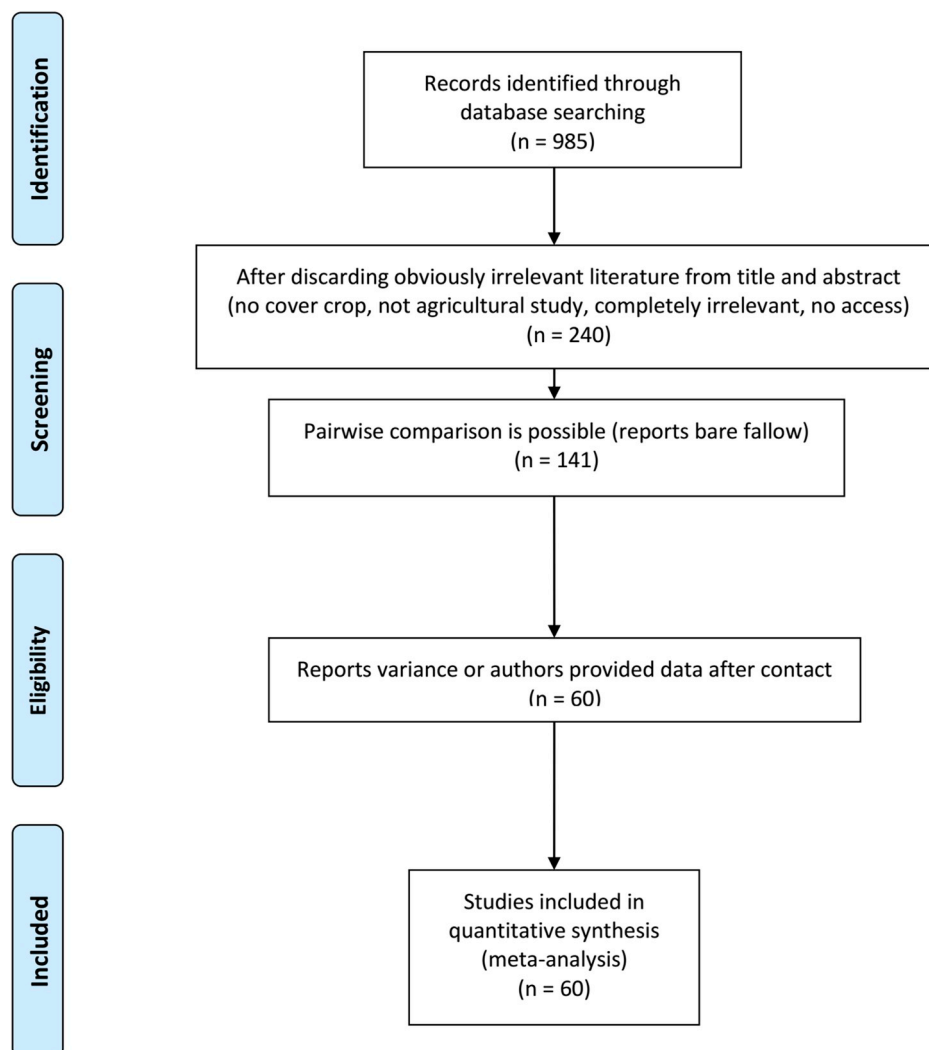 Identification
Records identified through
database searching
(n = 985)
Screening
After discarding obviously irrelevant literature from title and abstract
(no cover crop, not agricultural study, completely irrelevant, no access)
(n = 240)
Pairwise comparison is possible (reports bare fallow)
(n = 141)
Eligibility
Reports variance or authors provided data after contact
(n = 60)
Included
Studies included in
quantitative synthesis
(meta-analysis)
(n = 60)